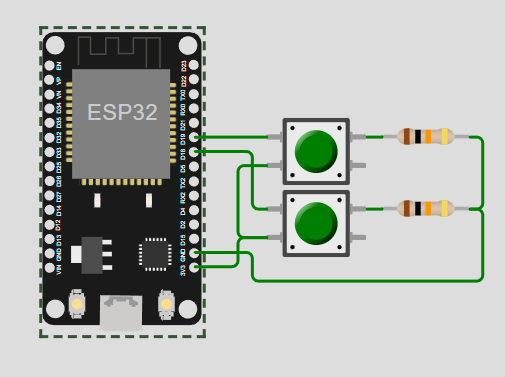 ESP32
EN
VP
VN
D34
D35
D32
D33
D25
D26
D27
D14
D12
D13
GND
VIN
D23
D22
TX0
RX0
D21
D19
D18
D5
TX2
RX2
D4
D2
D15
GND
3V3